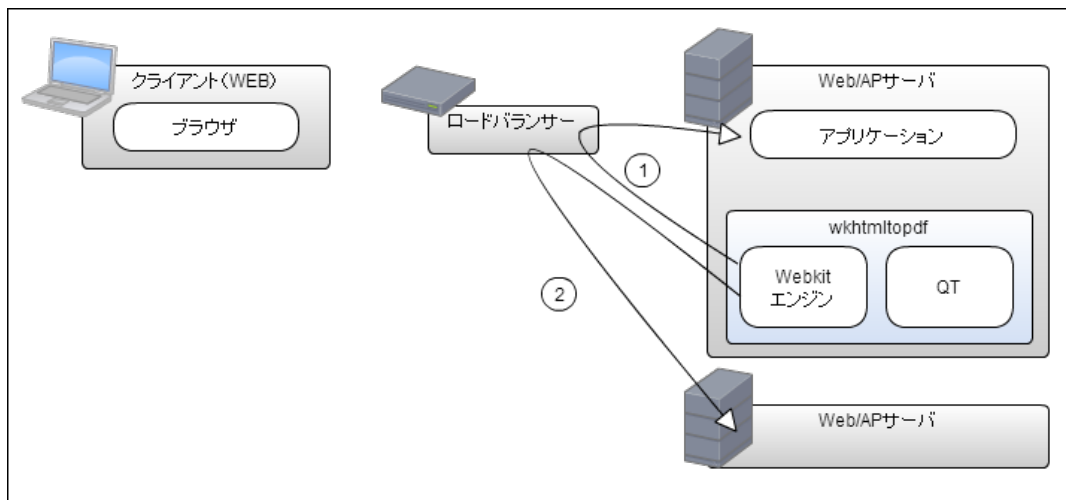 クライアント(WEB)
ブラウザ
ロードバランサー
Web/APサーバ
アプリケーション
1
wkhtmltopdf
Webkit
エンジン
QT
2
Web/APサーバ